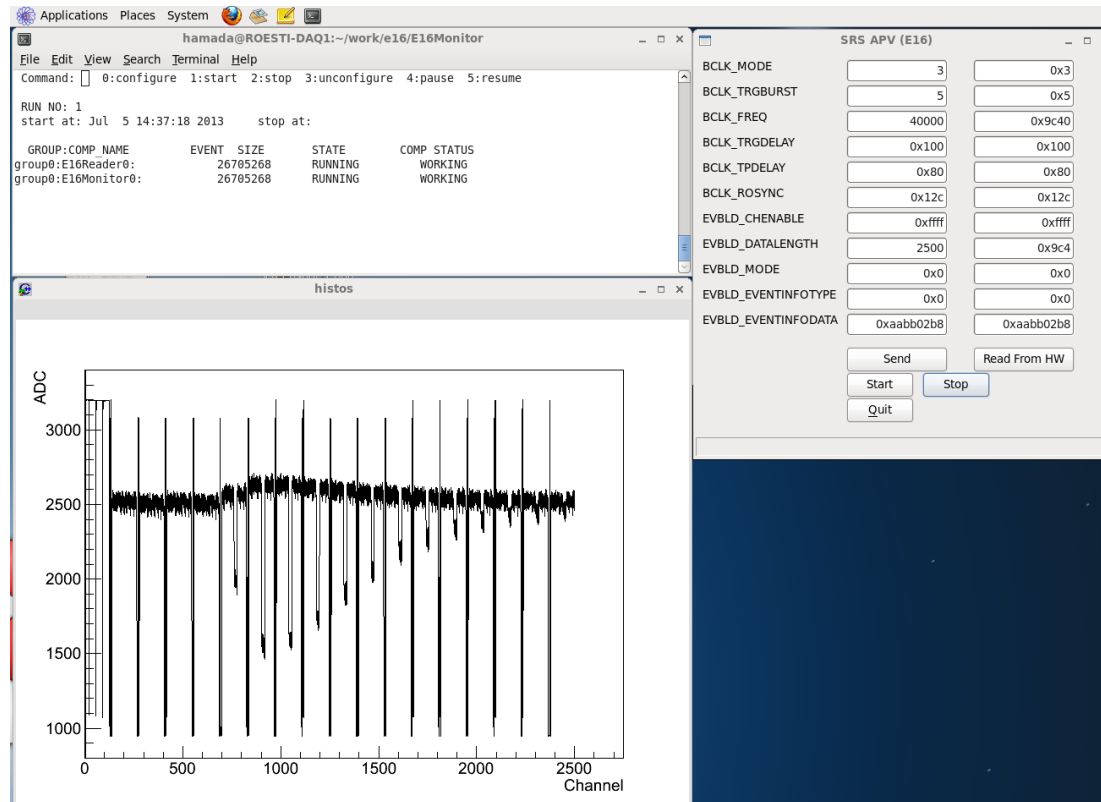 Applications Places System
hamada@ROESTI-DAQ1:~/work/e16/E16Monitor
File Edit View Search Terminal Help
Command: 0:configure 1:start 2:stop 3:unconfigure 4:pause 5:resume
RUN NO: 1
start at: Jul 5 14:37:18 2013 stop at:
GROUP:COMP_NAME EVENT SIZE STATE COMP STATUS
group0:E16Reader0: 26705268 RUNNING WORKING
group0:E16Monitor0: 26705268 RUNNING WORKING
histos
ADC
3000
2500
2000
1500
1000
0 500 1000 1500 2000 2500
Channel
SRS APV (E16)
BCLK_MODE 3 0x3
BCLK_TRGBURST 5 0x5
BCLK_FREQ 40000 0x9c40
BCLK_TRGDELAY 0x100 0x100
BCLK_TPDELAY 0x80 0x80
BCLK_ROSYNC 0x12c 0x12c
EVBLD_CHENABLE 0xffff 0xffff
EVBLD_DATALENGTH 2500 0x9c4
EVBLD_MODE 0x0 0x0
EVBLD_EVENTINFOTYPE 0x0 0x0
EVBLD_EVENTINFODATA 0xaabb02b8 0xaabb02b8
Send Read From HW
Start Stop
Quit